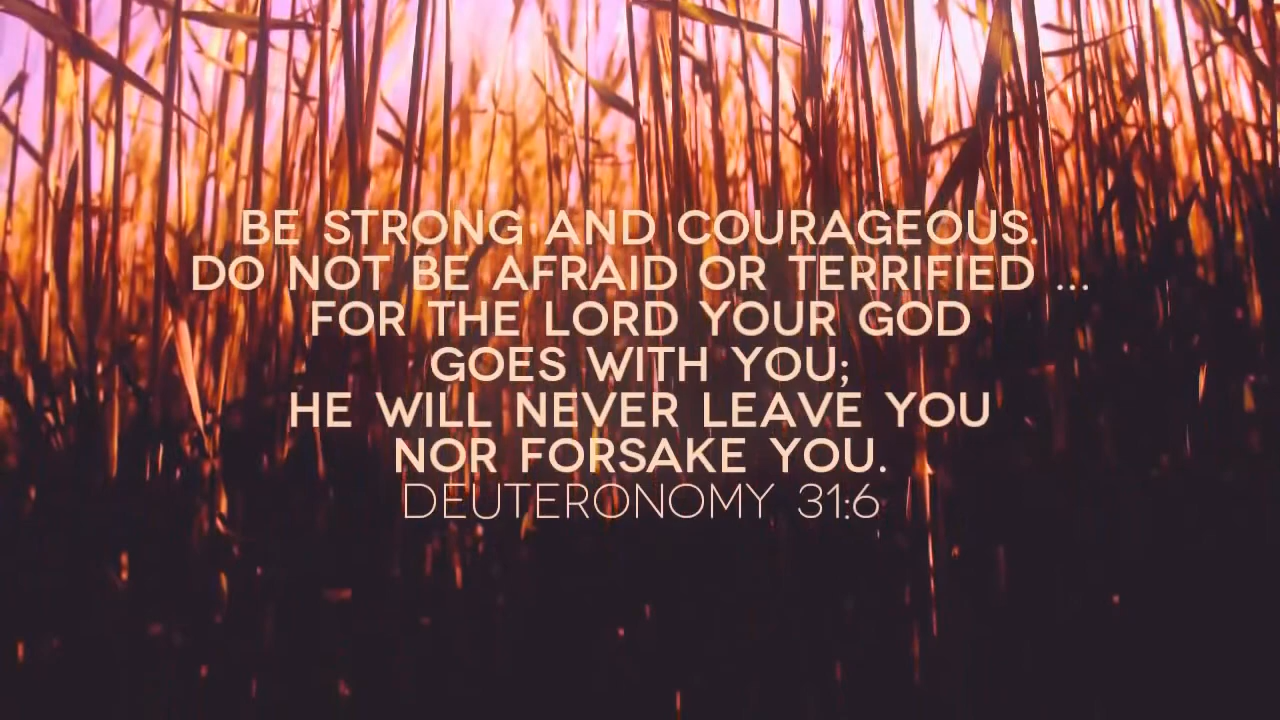 BE STRONG AND COURAGEOUS.
DO NOT BE AFRAID OR TERRIFIED ...
FOR THE LORD YOUR GOD
GOES WITH YOU;
HE WILL NEVER LEAVE YOU
NOR FORSAKE YOU.
DEUTERONOMY 31:6